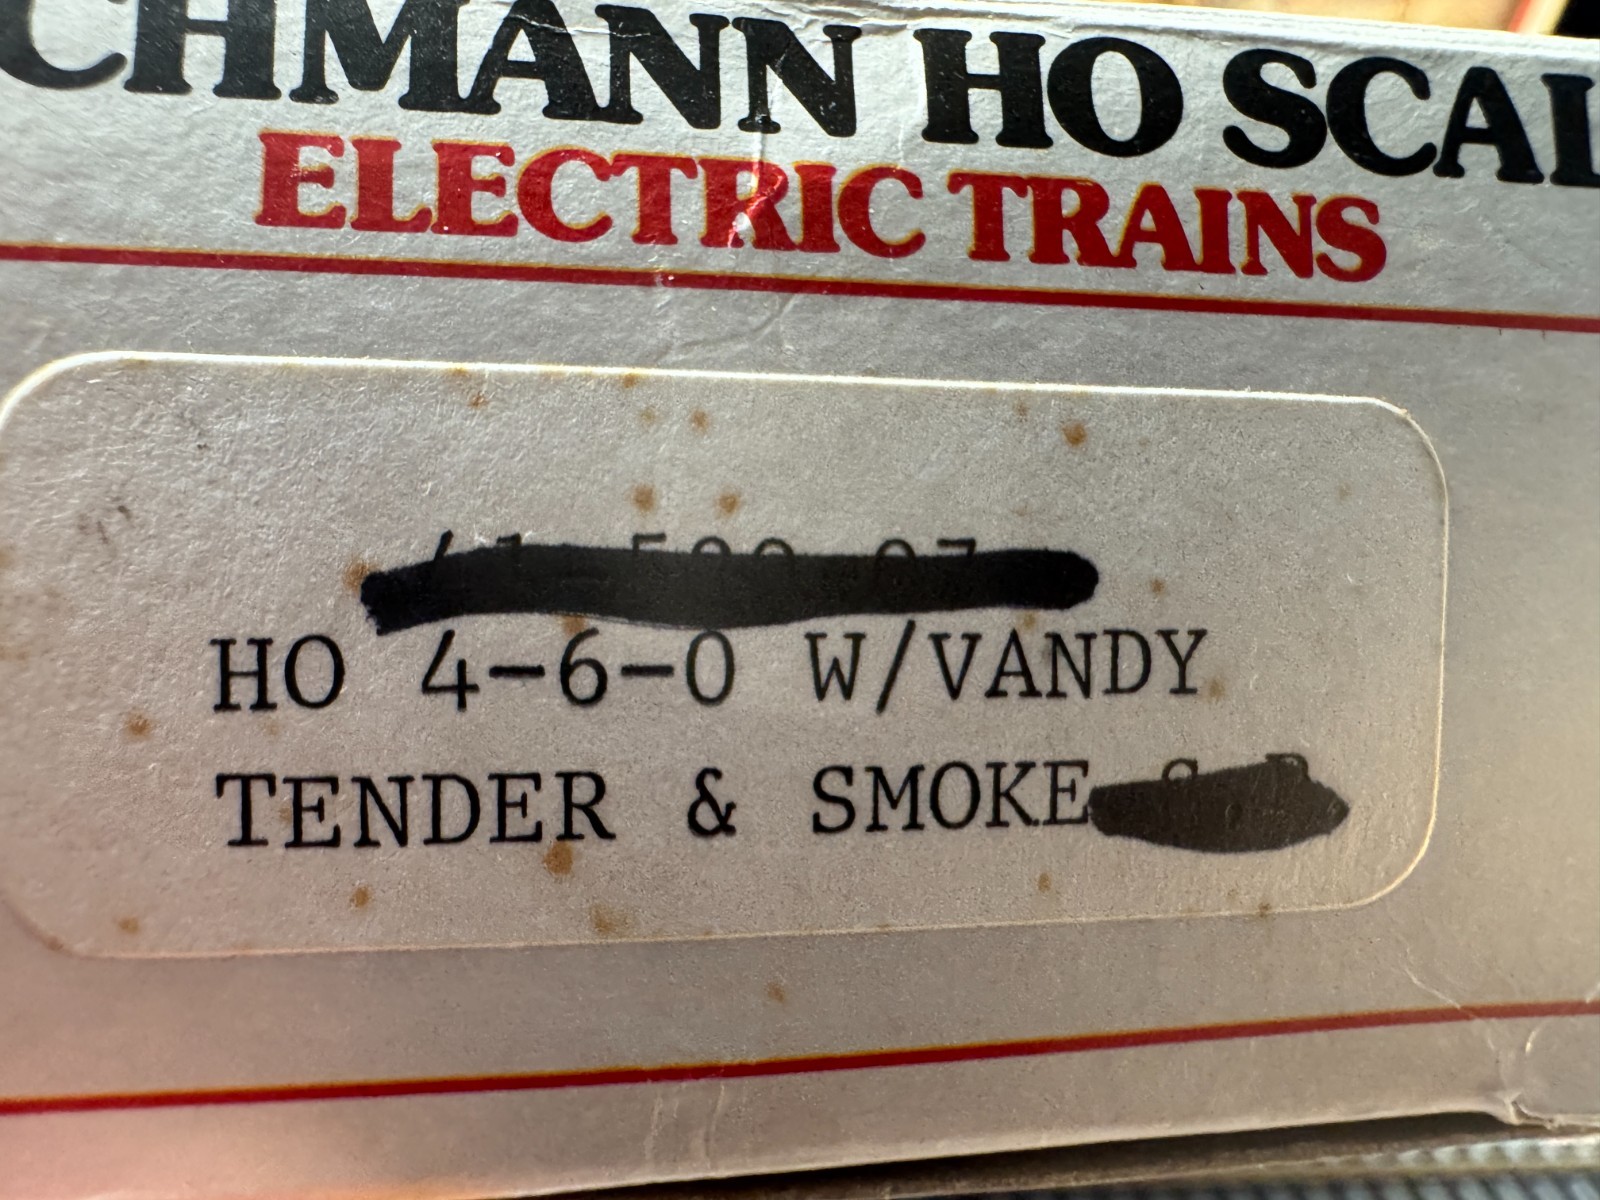 CHMANN HO SCAL
ELECTRIC TRAINS
HO 4-6-0 W/VANDY
TENDER & SMOKE